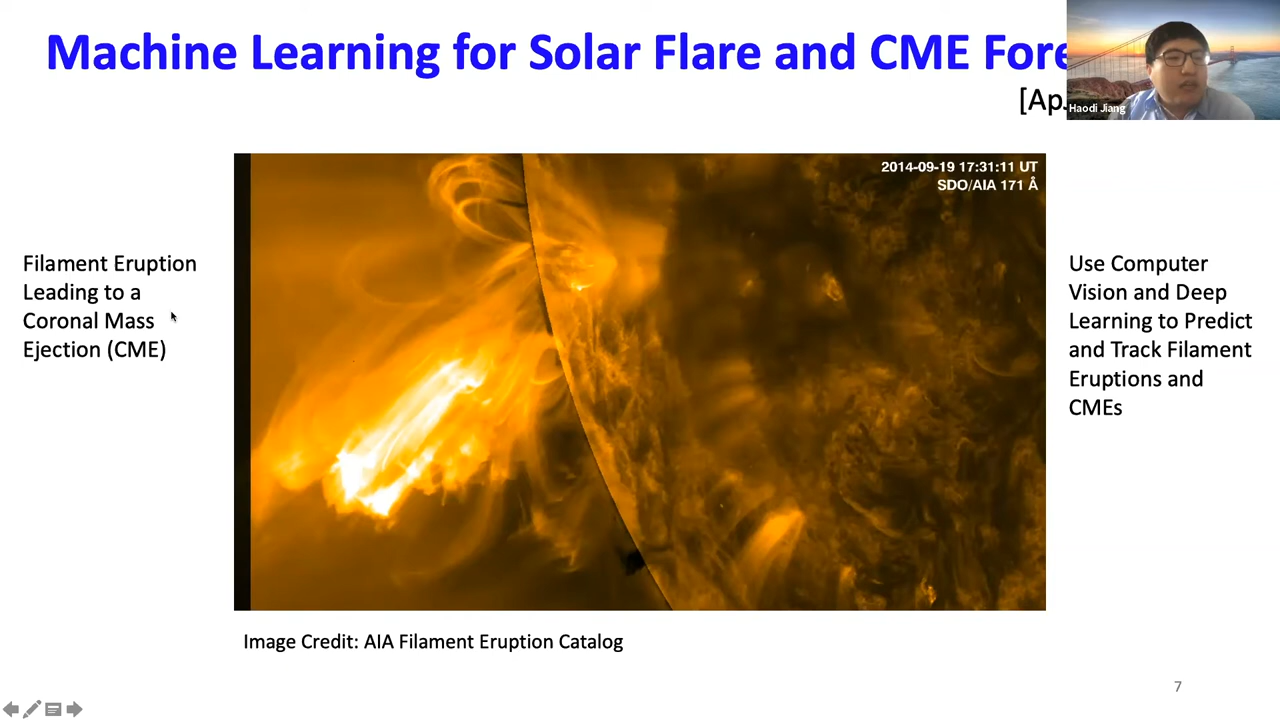 Machine Learning for Solar Flare and CME
Haodi Jiang
2014-09-19 17:31:11 UT
SDO/AIA 171 Å
Filament Eruption
Leading to a
Coronal Mass
Ejection (CME)
Use Computer
Vision and Deep
Learning to Predict
and Track Filament
Eruptions and
CMEs
Image Credit: AIA Filament Eruption Catalog
7